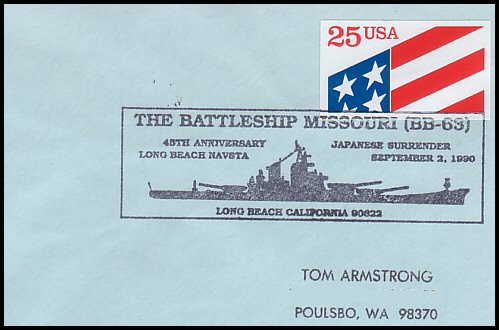 25 USA
THE BATTLESHIP MISSOURI (BB-63)
45TH ANNIVERSARY JAPANESE SURRENDER
LONG BEACH NAVSTA SEPTEMBER 2, 1990
LONG BEACH CALIFORNIA 90822
TOM ARMSTRONG
POULSBO, WA 98370